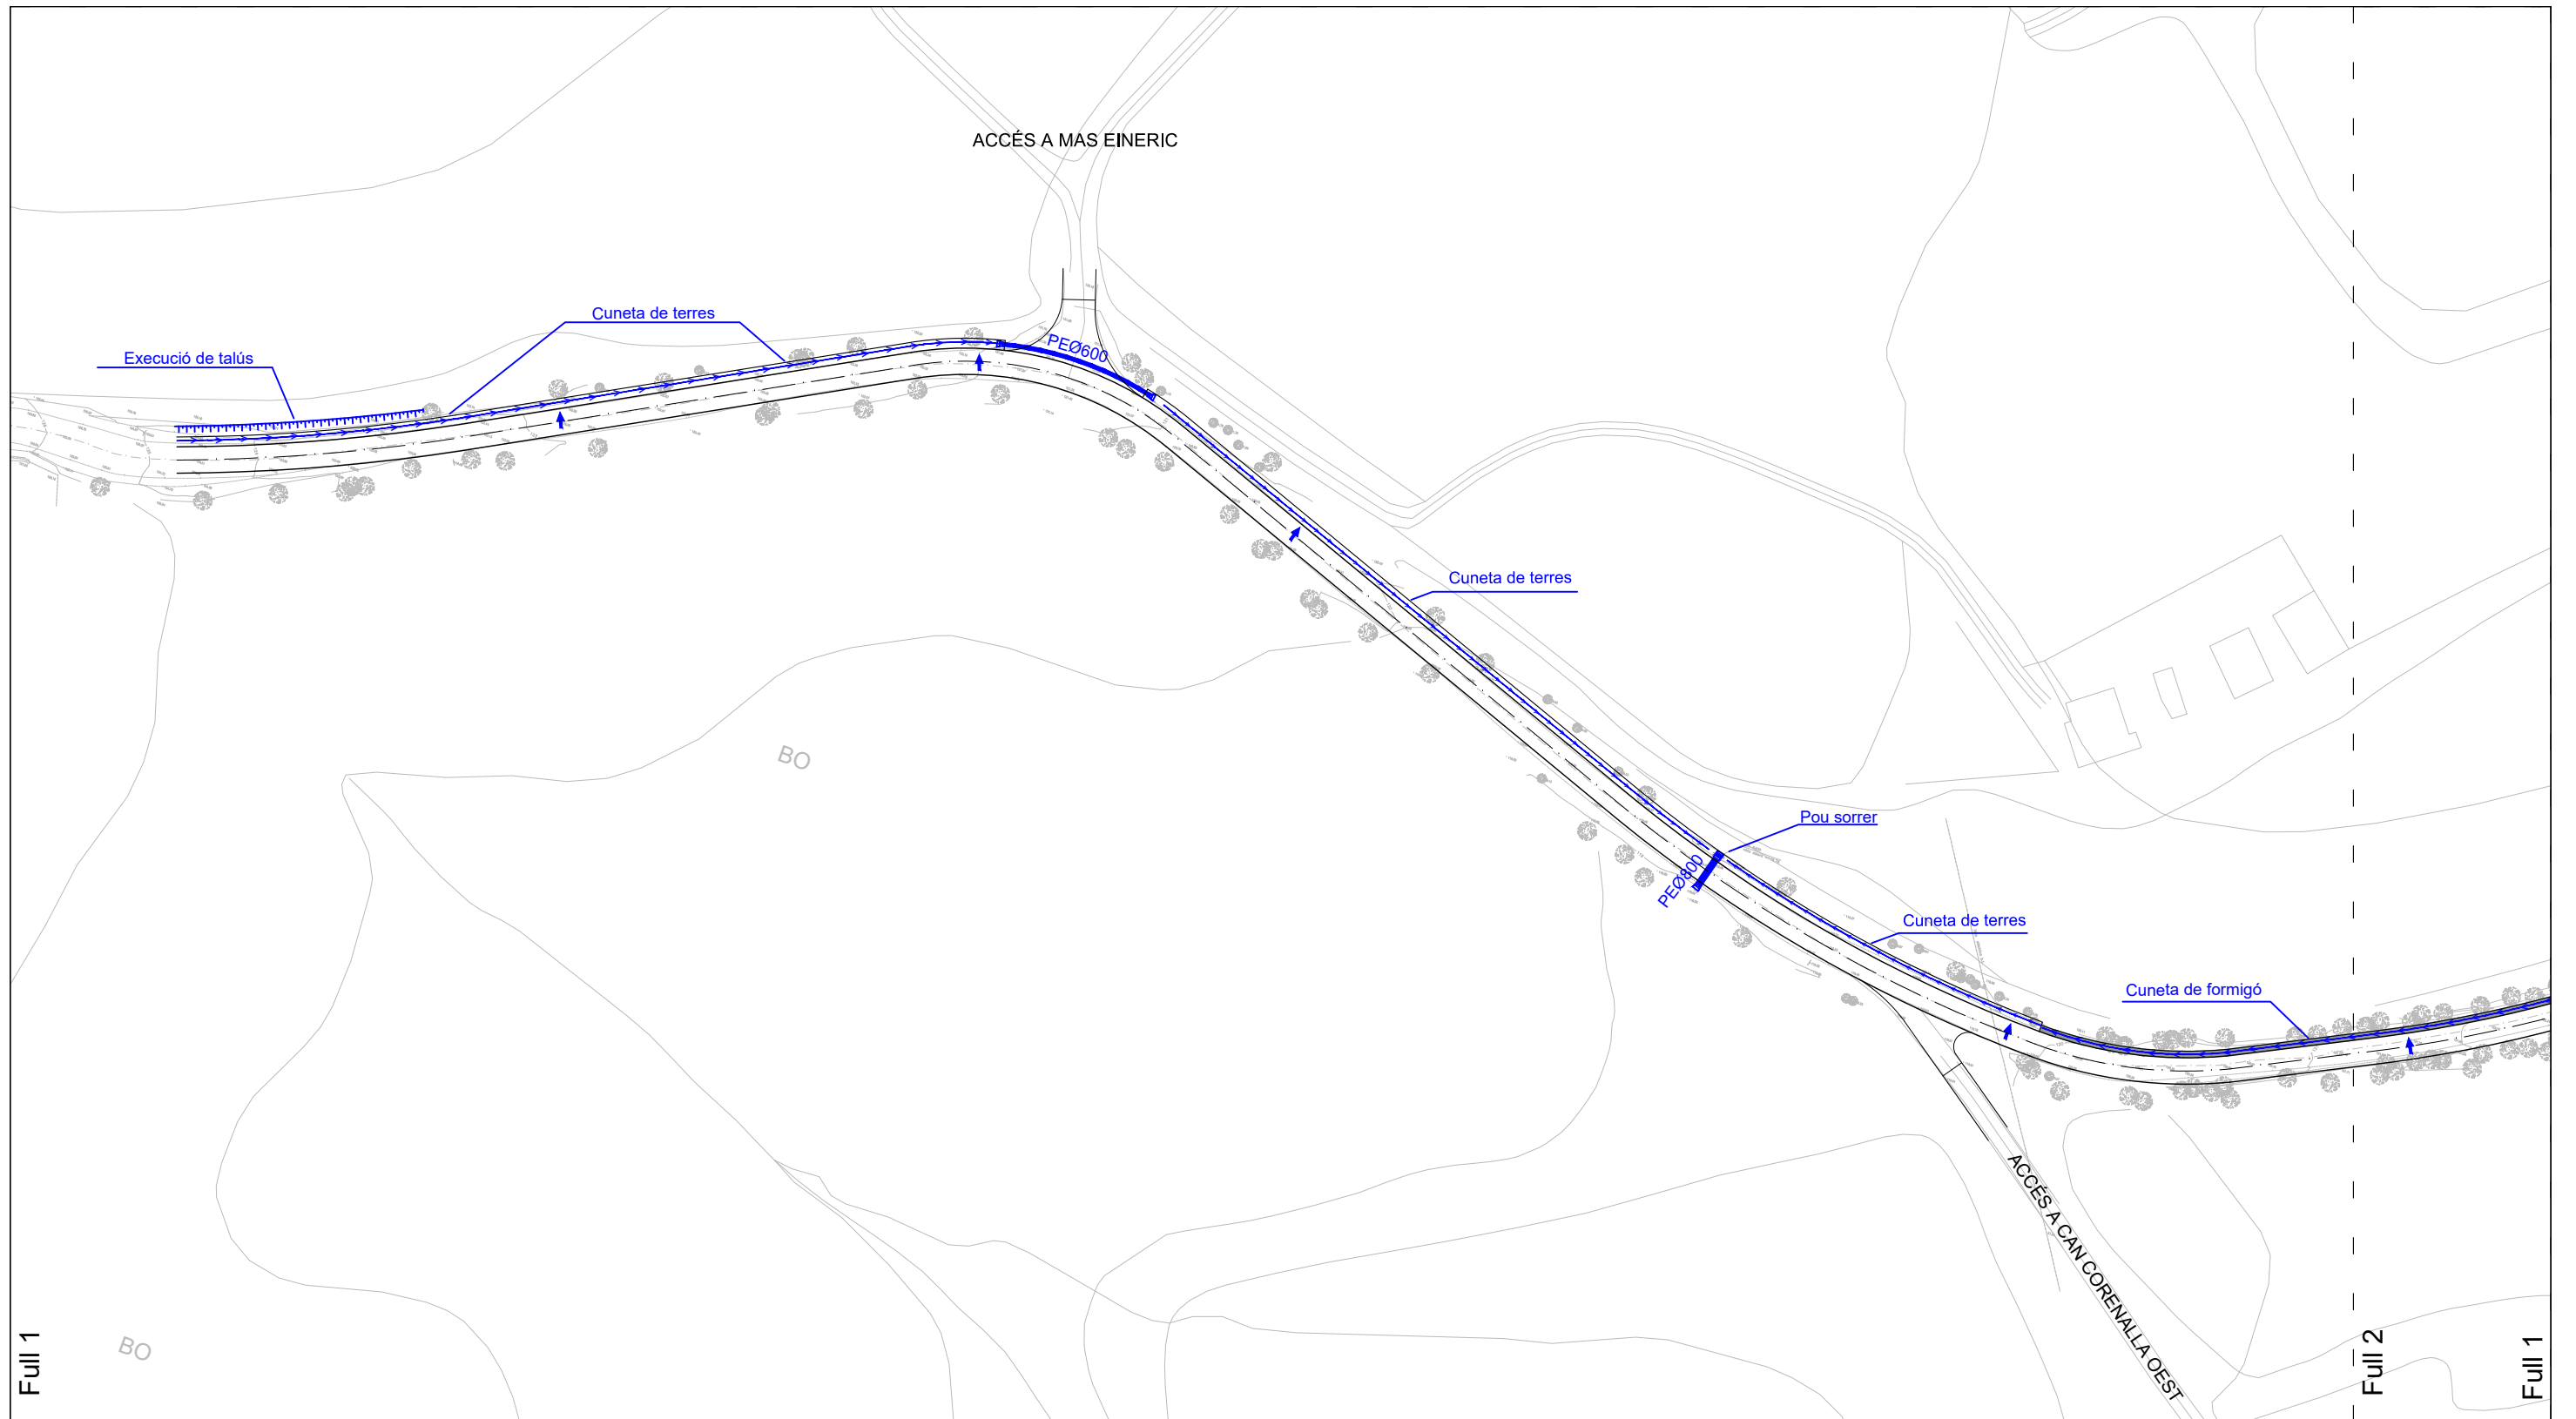 ACCÉS A MAS EINERIC
Cuneta de terres
Execució de talús
PEØ600
Cuneta de terres
BO
Pou sorrer
PEØ800
Cuneta de terres
Cuneta de formigó
ACCÉS A CAN CORENALLA OEST
BO
Full 1
Full 2
Full 1